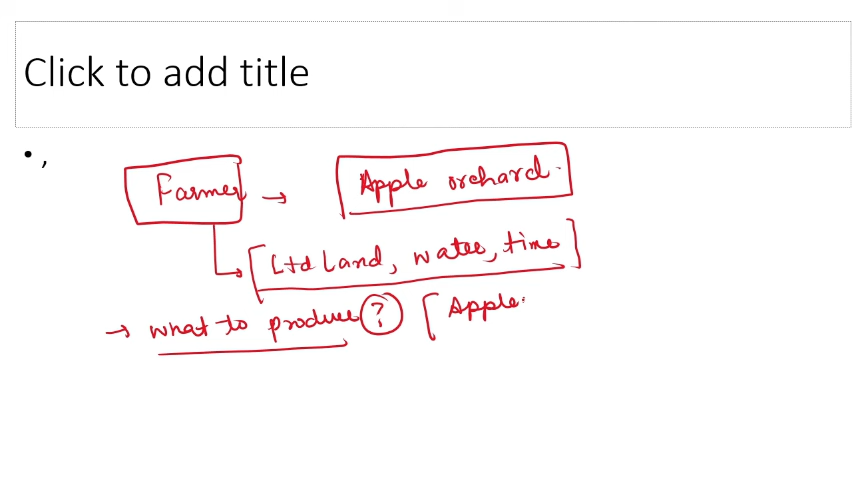 Click to add title
• ,
Farmer → Apple orchard.
[Ltd Land, water, time]
→ what to produce ? [Apple.